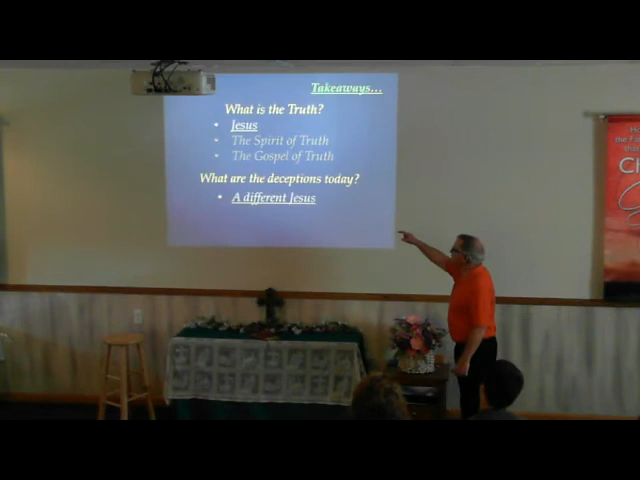 Takeaways...
What is the Truth?
• Jesus
• The Spirit of Truth
• The Gospel of Truth
What are the deceptions today?
• A different Jesus